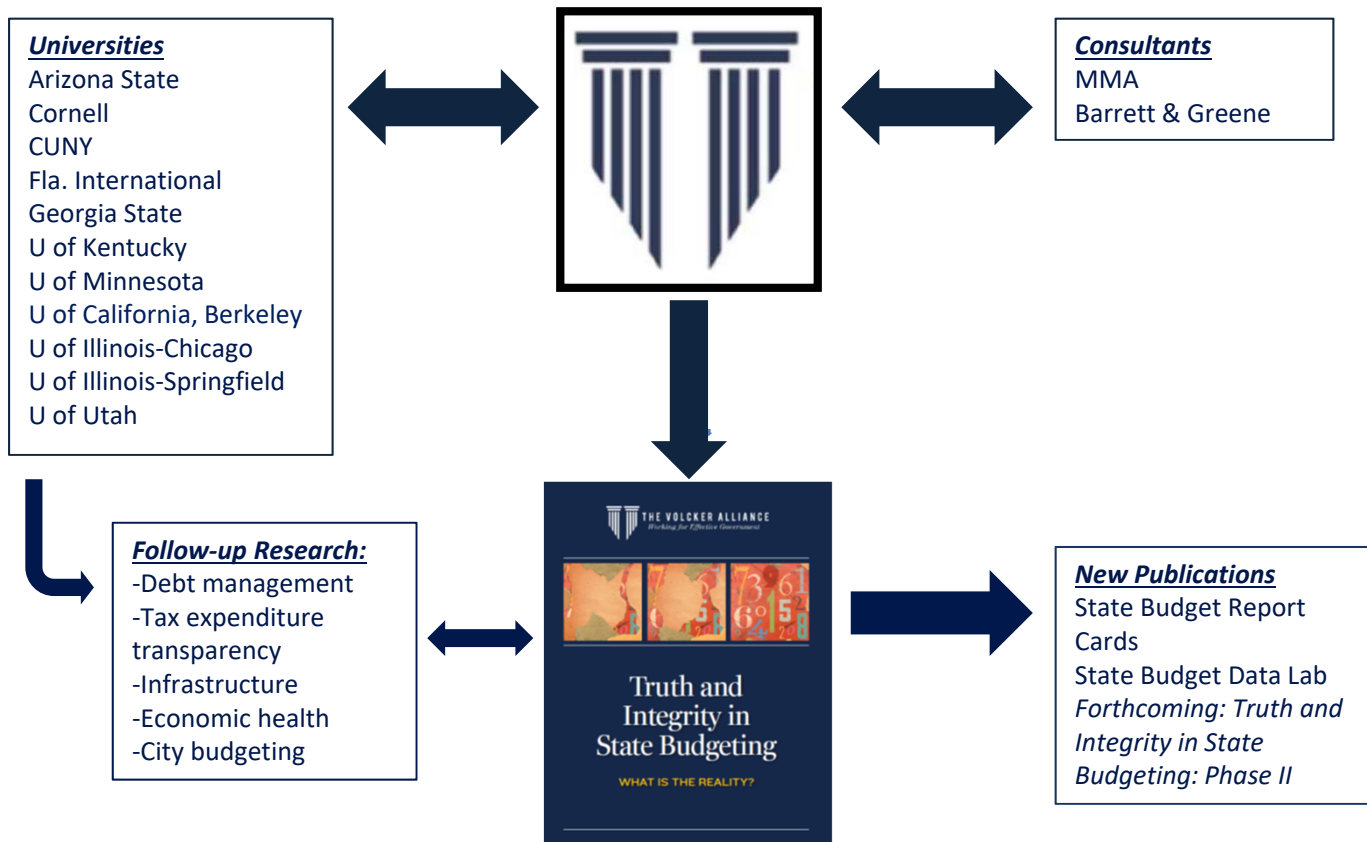 Universities
Arizona State
Cornell
CUNY
Fla. International
Georgia State
U of Kentucky
U of Minnesota
U of California, Berkeley
U of Illinois-Chicago
U of Illinois-Springfield
U of Utah
Consultants
MMA
Barrett & Greene
Follow-up Research:
-Debt management
-Tax expenditure
transparency
-Infrastructure
-Economic health
-City budgeting
THE VOLCKER ALLIANCE
Working for Effective Government
Truth and
Integrity in
State Budgeting
WHAT IS THE REALITY?
New Publications
State Budget Report
Cards
State Budget Data Lab
Forthcoming: Truth and
Integrity in State
Budgeting: Phase II